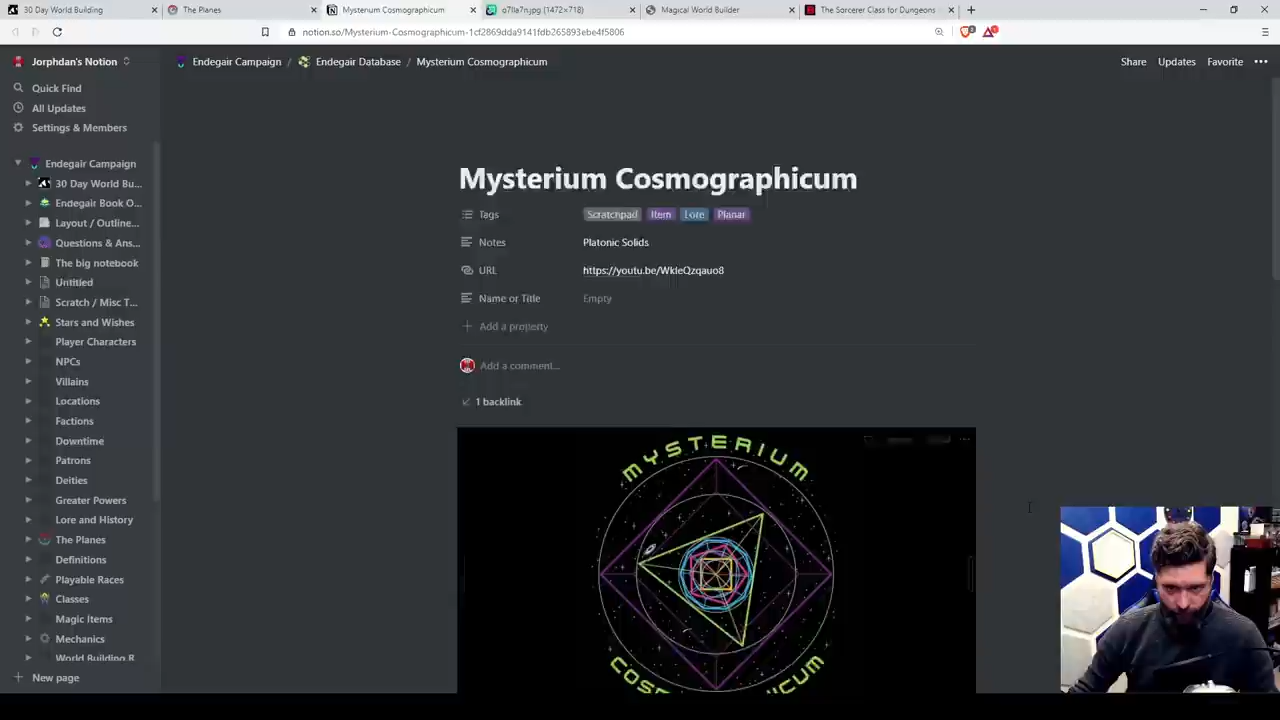 30 Day World Building
The Planes
Mysterium Cosmographicum
o7lla7n.jpg (1472×718)
Magical World Builder
The Sorcerer Class for Dungeons
notion.so/Mysterium-Cosmographicum-1cf2869dda9141fdb265893ebe4f5806
Jorphdan's Notion
Endegair Campaign / Endegair Database / Mysterium Cosmographicum
Share Updates Favorite
Quick Find
All Updates
Settings & Members
Endegair Campaign
30 Day World Bu...
Endegair Book O...
Layout / Outline...
Questions & Ans...
The big notebook
Untitled
Scratch / Misc T...
Stars and Wishes
Player Characters
NPCs
Villains
Locations
Factions
Downtime
Patrons
Deities
Greater Powers
Lore and History
The Planes
Definitions
Playable Races
Classes
Magic Items
Mechanics
World Building R
New page
Mysterium Cosmographicum
Tags Scratchpad Item Lore Planar
Notes Platonic Solids
URL https://youtu.be/WkleQzqauo8
Name or Title Empty
Add a property
Add a comment...
1 backlink
MYSTERIUM